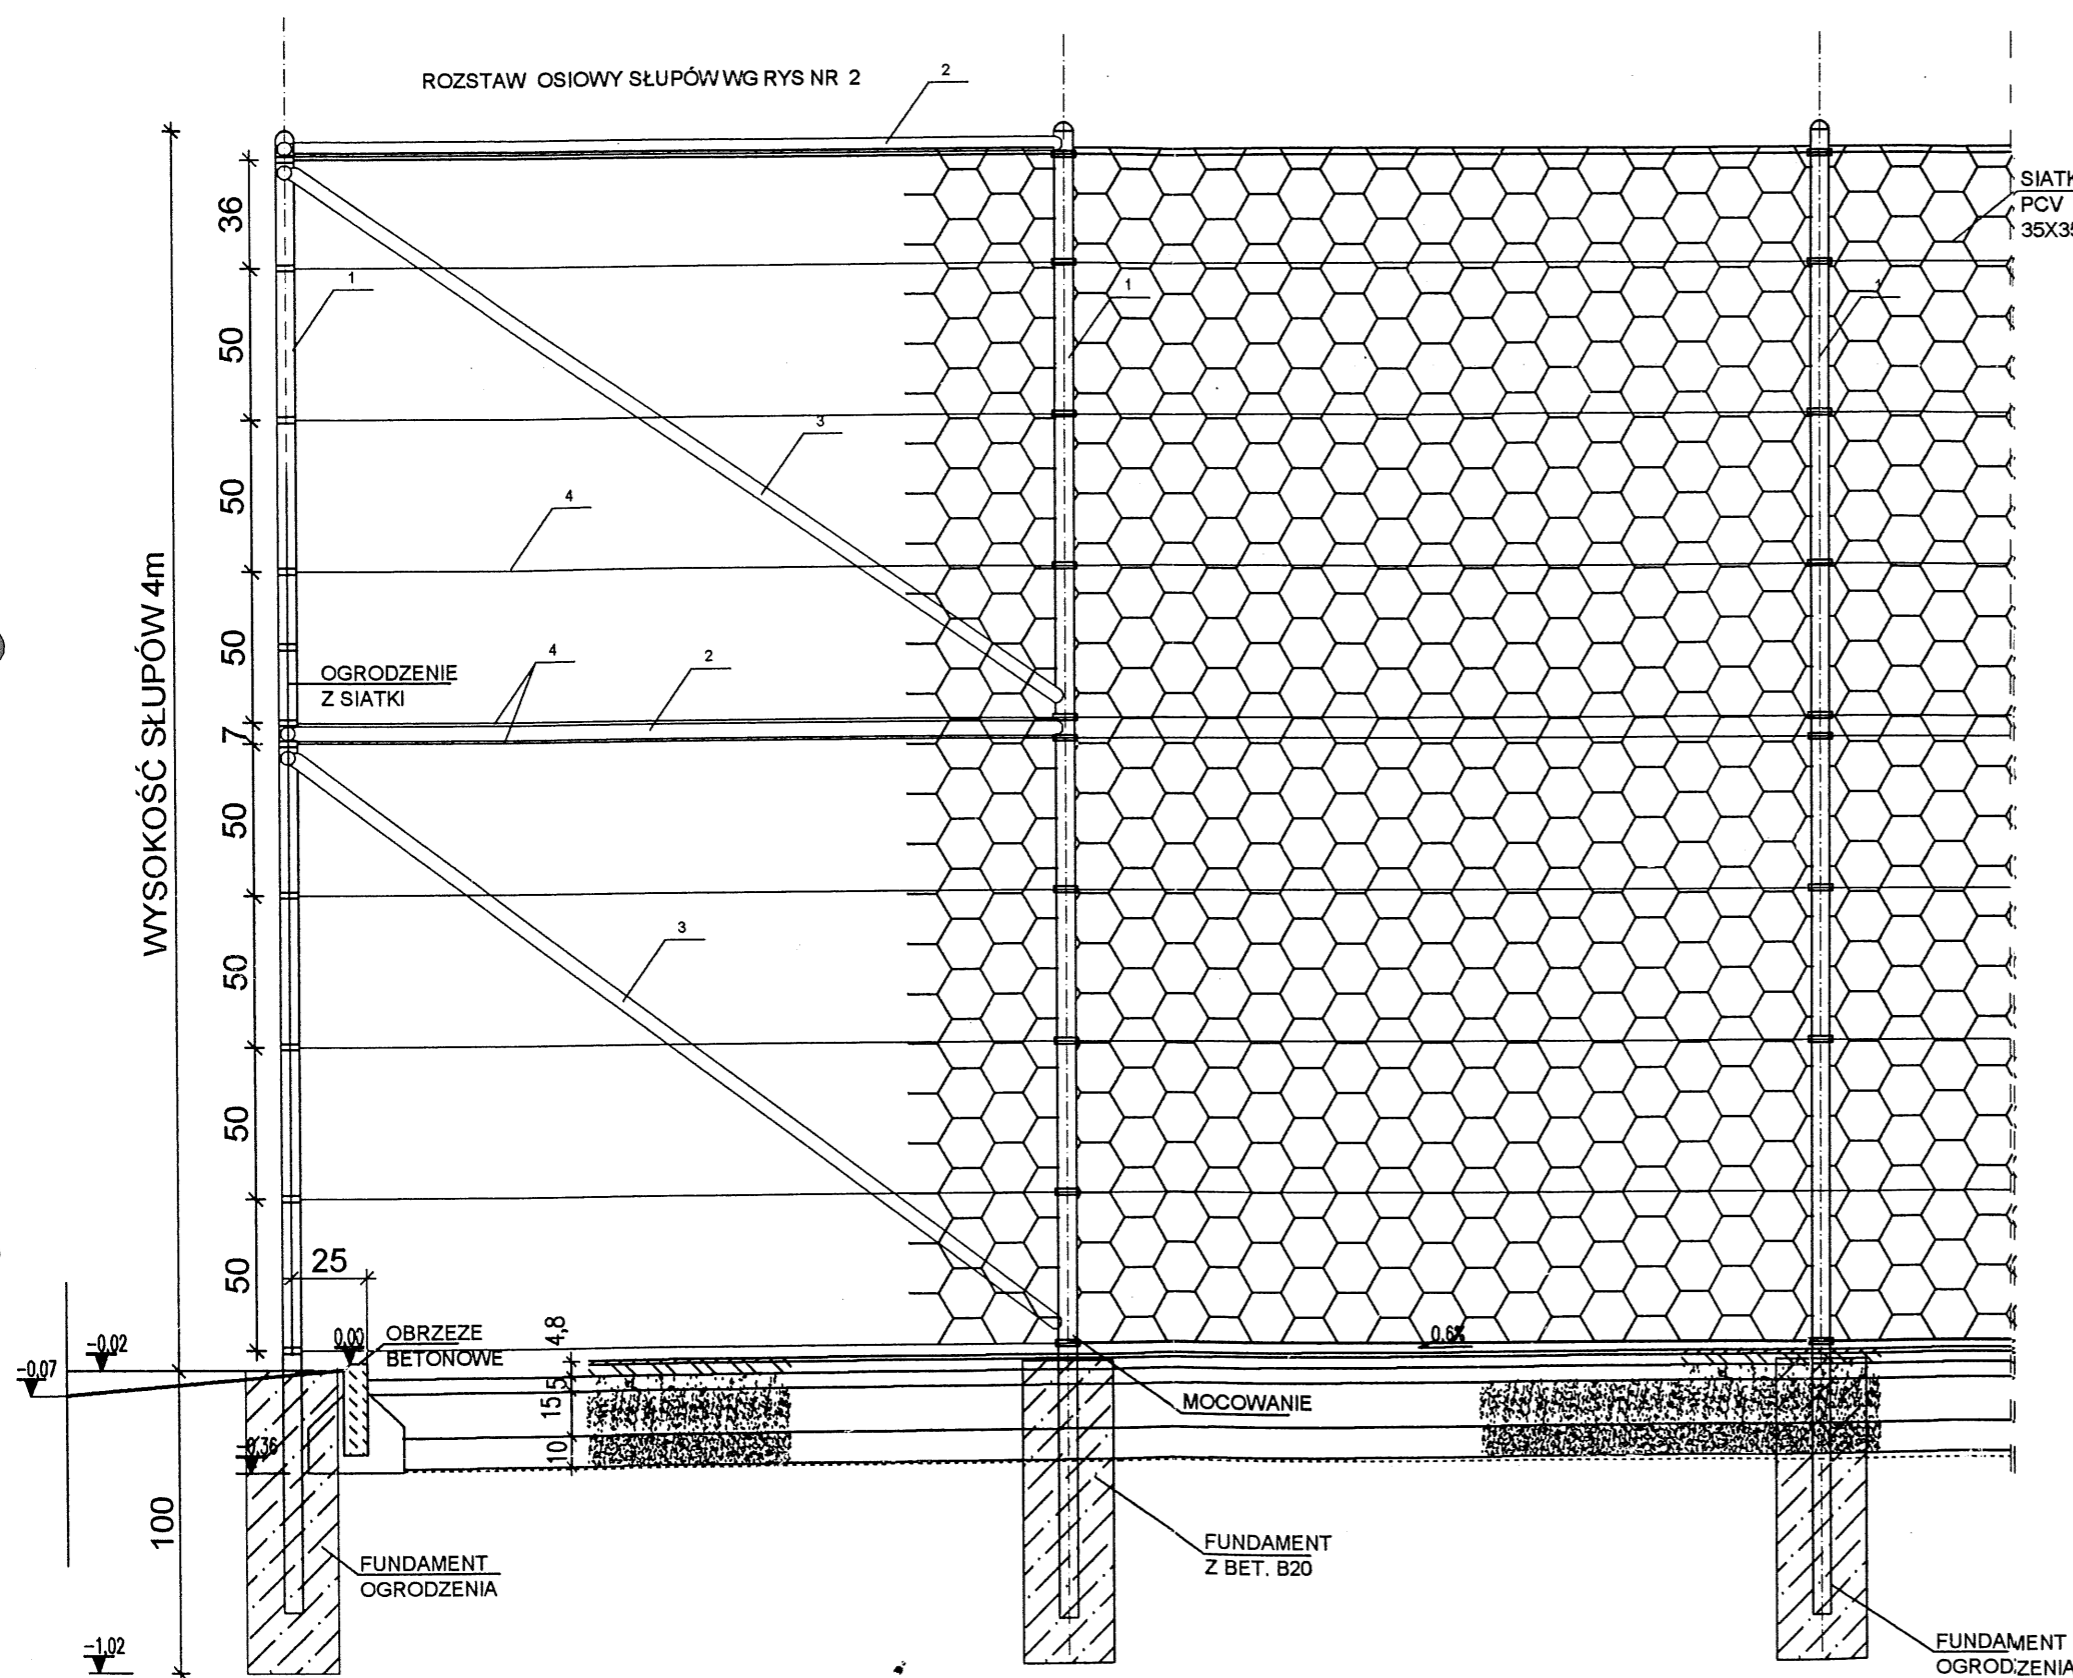 ROZSTAW OSIOWY SŁUPÓW WG RYS NR 2
2
SIATK
PCV
35X35
36
1
1
1
50
3
50
4
WYSOKOŚĆ SŁUPÓW 4m
50
OGRODZENIE
Z SIATKI
4
2
7
50
3
50
50
50
25
-0.02
-0.07
0,00
OBRZEZE
BETONOWE
4,8
0.6%
5
15
MOCOWANIE
-0,36
10
100
FUNDAMENT
OGRODZENIA
FUNDAMENT
Z BET. B20
-1,02
FUNDAMENT
OGRODZENIA